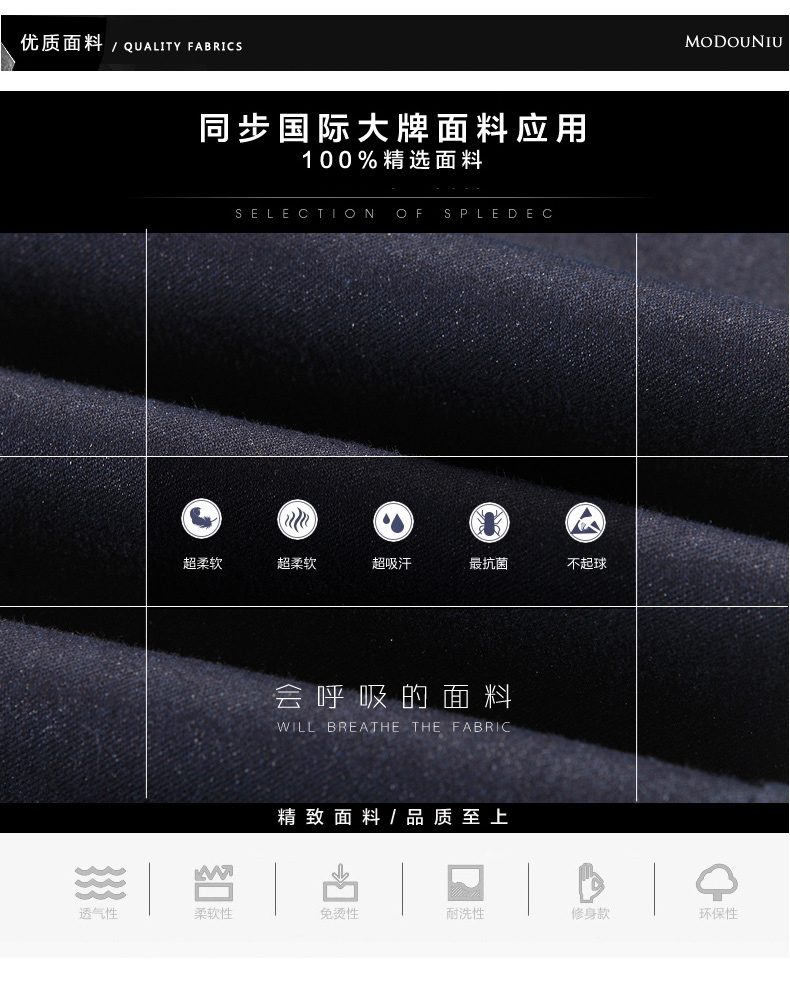 优质面料 / QUALITY FABRICS
MoDouNiu
同步国际大牌面料应用
100%精选面料
SELECTION OF SPLEDEC
超柔软 超柔软 超吸汗 最抗菌 不起球
会呼吸的面料
WILL BREATHE THE FABRIC
精致面料/品质至上
透气性 柔软性 免烫性 耐洗性 修身款 环保性